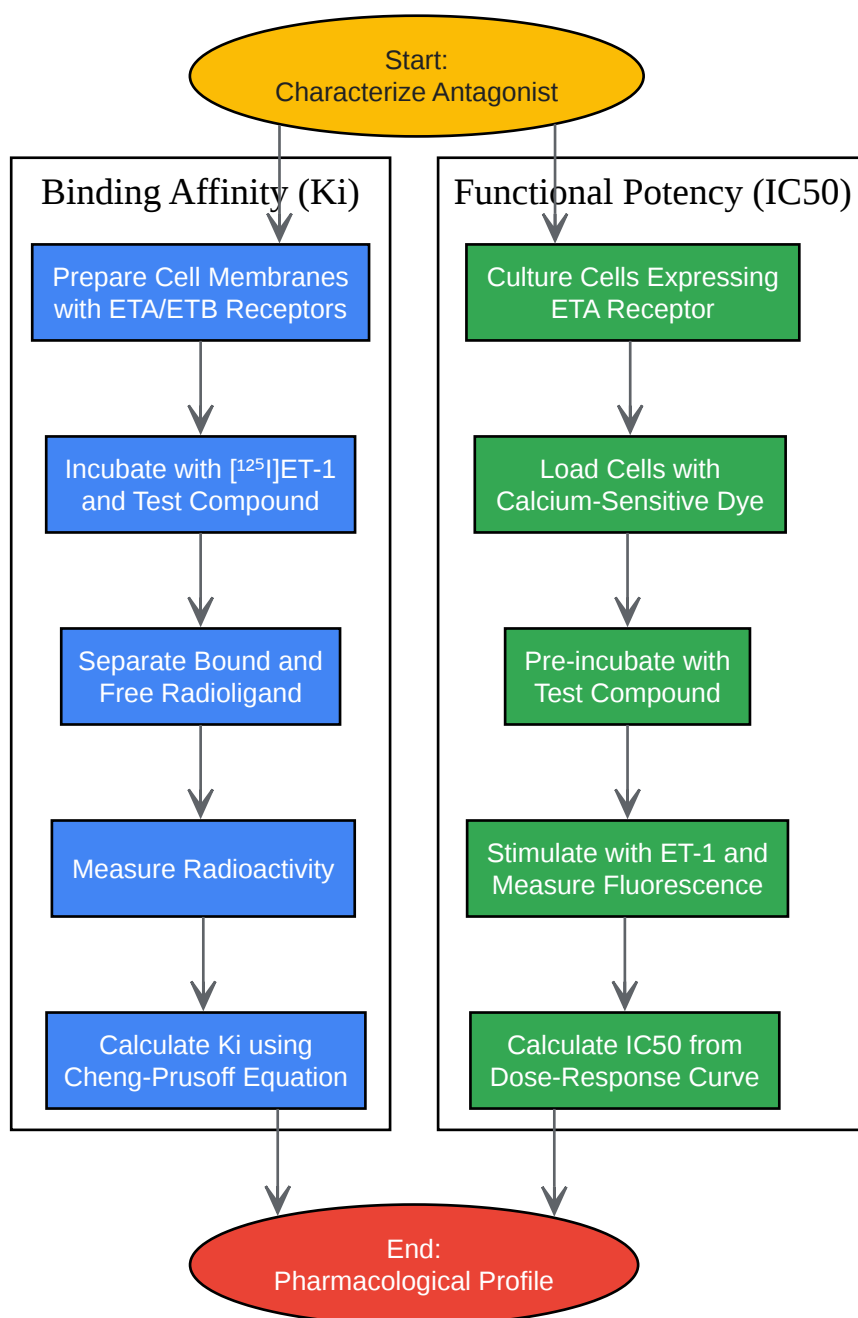 Start:
Characterize Antagonist
Binding Affinity (Ki)
Prepare Cell Membranes
with ETA/ETB Receptors
Incubate with [¹²⁵I]ET-1
and Test Compound
Separate Bound and
Free Radioligand
Measure Radioactivity
Calculate Ki using
Cheng-Prusoff Equation
Functional Potency (IC50)
Culture Cells Expressing
ETA Receptor
Load Cells with
Calcium-Sensitive Dye
Pre-incubate with
Test Compound
Stimulate with ET-1 and
Measure Fluorescence
Calculate IC50 from
Dose-Response Curve
End:
Pharmacological Profile